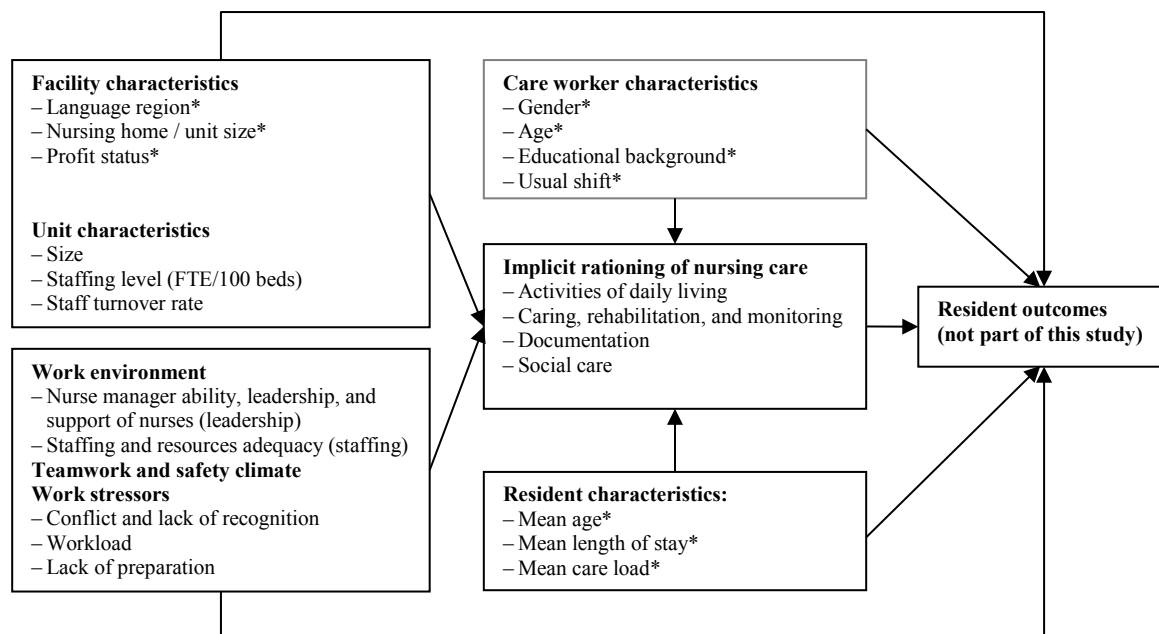 Facility characteristics
– Language region*
– Nursing home / unit size*
– Profit status*
Unit characteristics
– Size
– Staffing level (FTE/100 beds)
– Staff turnover rate
Work environment
– Nurse manager ability, leadership, and
support of nurses (leadership)
– Staffing and resources adequacy (staffing)
Teamwork and safety climate
Work stressors
– Conflict and lack of recognition
– Workload
– Lack of preparation
Care worker characteristics
– Gender*
– Age*
– Educational background*
– Usual shift*
Implicit rationing of nursing care
– Activities of daily living
– Caring, rehabilitation, and monitoring
– Documentation
– Social care
Resident characteristics:
– Mean age*
– Mean length of stay*
– Mean care load*
Resident outcomes
(not part of this study)